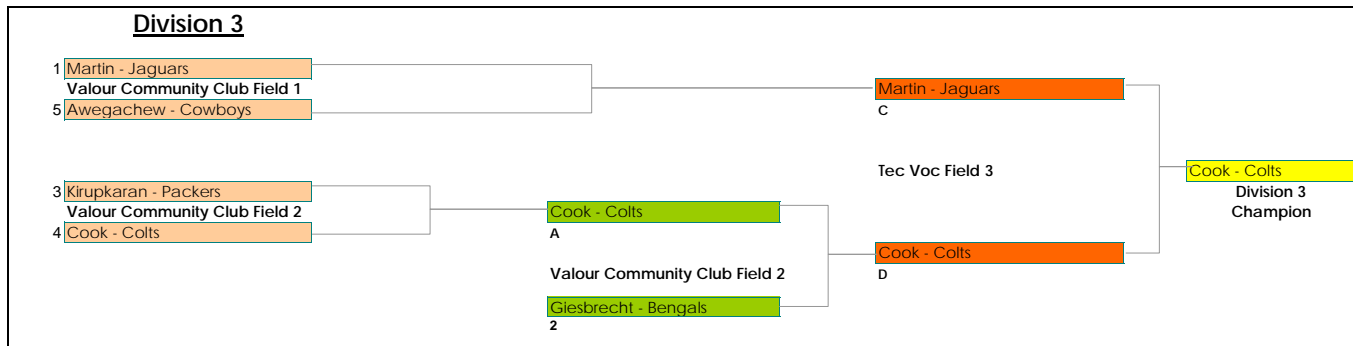 Division 3
1 Martin - Jaguars
Valour Community Club Field 1
5 Awegachew - Cowboys
3 Kirupkaran - Packers
Valour Community Club Field 2
4 Cook - Colts
Cook - Colts
A
Valour Community Club Field 2
Giesbrecht - Bengals
2
Martin - Jaguars
C
Tec Voc Field 3
Cook - Colts
D
Cook - Colts
Division 3
Champion